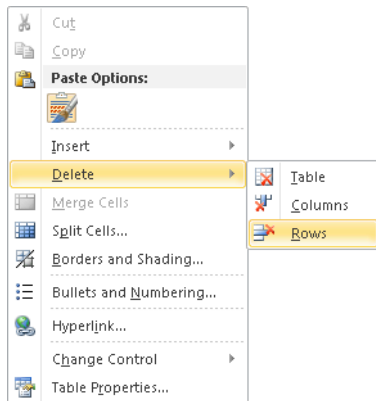 Cut
Copy
Paste Options:
Insert
Delete
Merge Cells
Split Cells...
Borders and Shading...
Bullets and Numbering...
Hyperlink...
Change Control
Table Properties...
Table
Columns
Rows